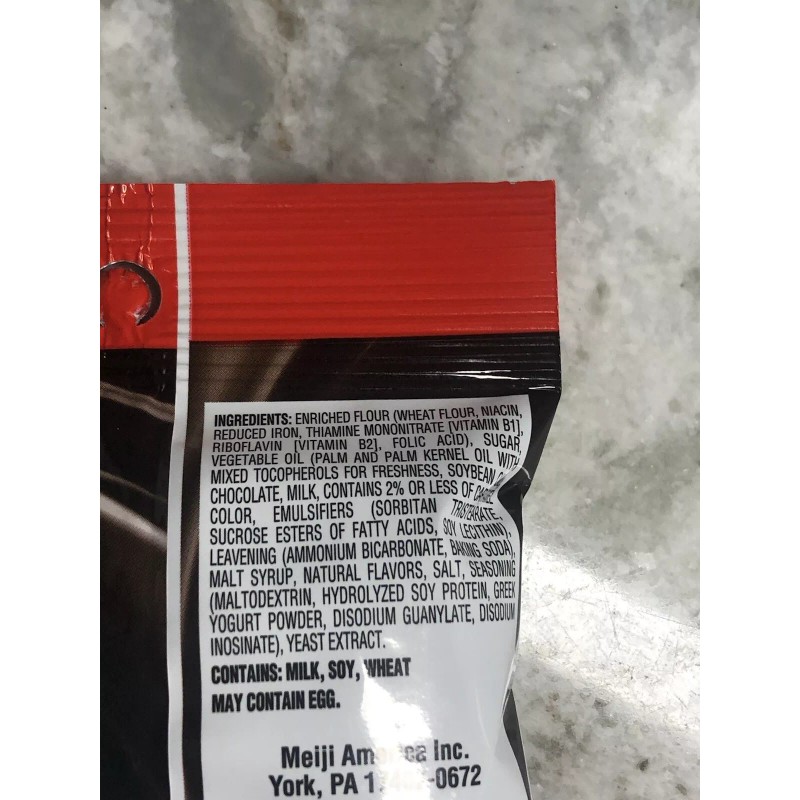 INGREDIENTS: ENRICHED FLOUR (WHEAT FLOUR, NIACIN,
REDUCED IRON, THIAMINE MONONITRATE [VITAMIN B1],
RIBOFLAVIN [VITAMIN B2], FOLIC ACID), SUGAR,
VEGETABLE OIL (PALM AND PALM KERNEL OIL WITH
MIXED TOCOPHEROLS FOR FRESHNESS, SOYBEAN
CHOCOLATE, MILK, CONTAINS 2% OR LESS OF
COLOR, EMULSIFIERS (SORBITAN TRISTEARATE,
SUCROSE ESTERS OF FATTY ACIDS, SOY LECITHIN),
LEAVENING (AMMONIUM BICARBONATE, BAKING SODA),
MALT SYRUP, NATURAL FLAVORS, SALT, SEASONING
(MALTODEXTRIN, HYDROLYZED SOY PROTEIN, GREEK
YOGURT POWDER, DISODIUM GUANYLATE, DISODIUM
INOSINATE), YEAST EXTRACT.
CONTAINS: MILK, SOY, WHEAT
MAY CONTAIN EGG.
Meiji America Inc.
York, PA